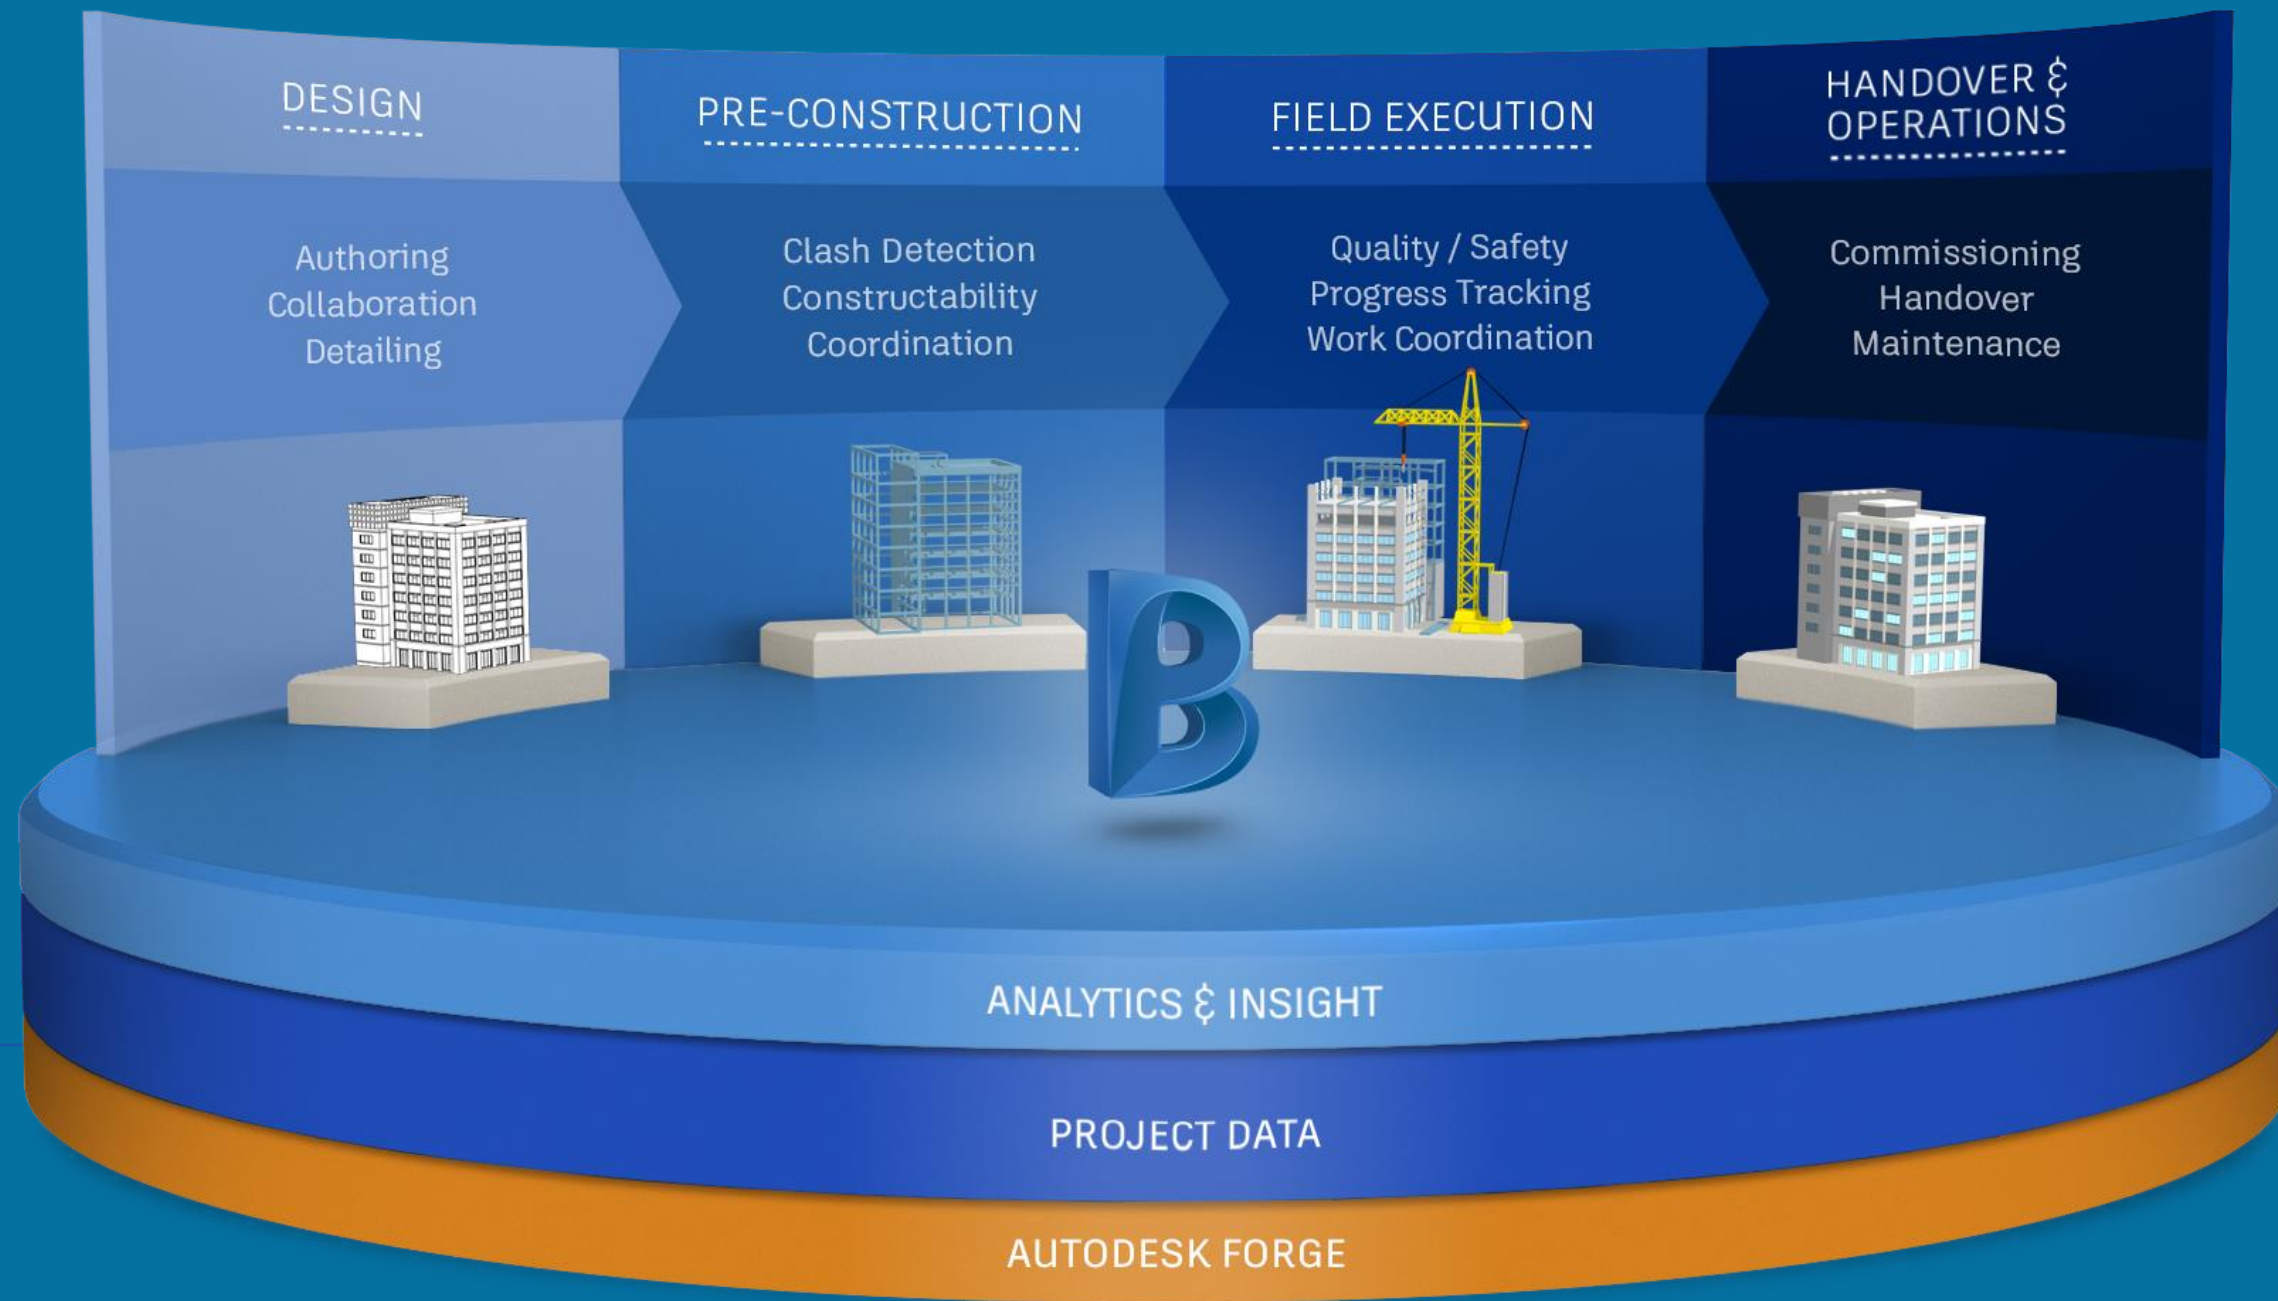 DESIGN
Authoring
Collaboration
Detailing
PRE-CONSTRUCTION
Clash Detection
Constructability
Coordination
FIELD EXECUTION
Quality / Safety
Progress Tracking
Work Coordination
HANDOVER &
OPERATIONS
Commissioning
Handover
Maintenance
B
ANALYTICS & INSIGHT
PROJECT DATA
AUTODESK FORGE